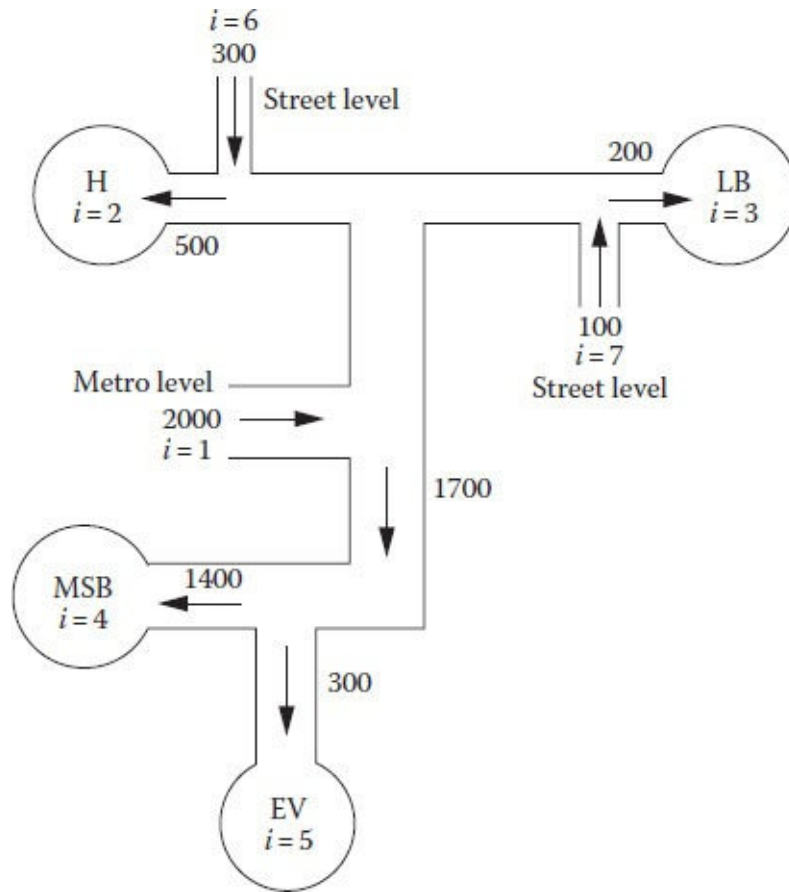 i = 6
300
Street level
200
H
i = 2
LB
i = 3
500
100
i = 7
Street level
Metro level
2000
i = 1
1700
MSB
i = 4
1400
300
EV
i = 5